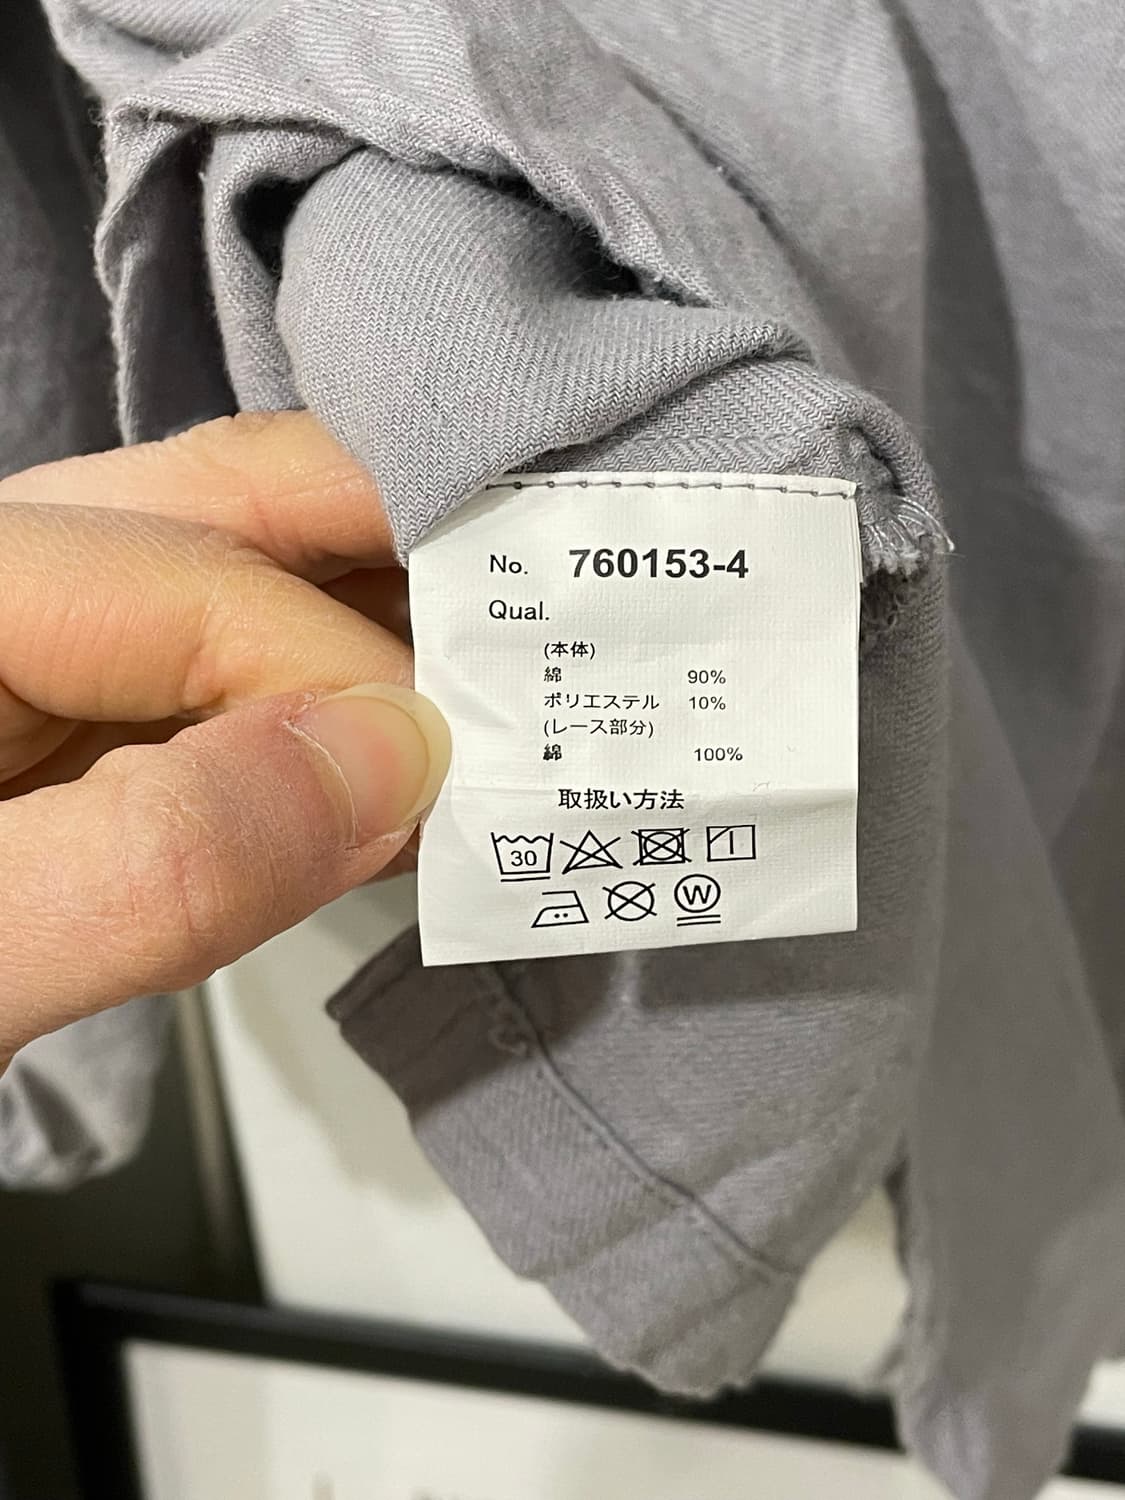 No. 760153-4
Qual.
(本体)
綿 90%
ポリエステル 10%
(レース部分)
綿 100%
取扱い方法
30
W